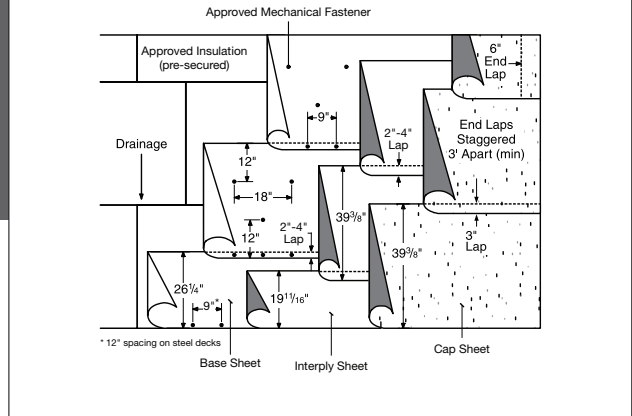 Approved Mechanical Fastener
Approved Insulation
(pre-secured)
6"
End
Lap
9"
End Laps
Staggered
3' Apart (min)
2"-4"
Lap
Drainage
12"
18"
39⅜"
2"-4"
Lap
12"
3"
Lap
39⅜"
26¼"
19¹¹/₁₆"
9"*
* 12" spacing on steel decks
Base Sheet
Interply Sheet
Cap Sheet